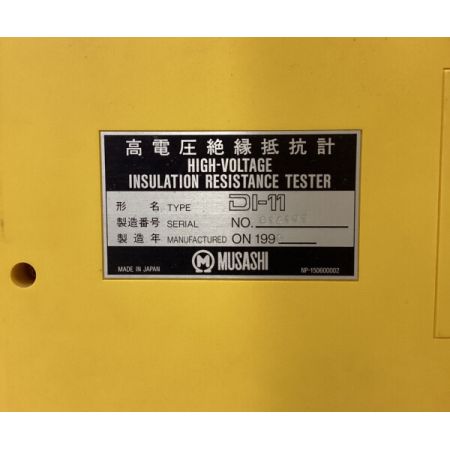 高電圧絶縁抵抗計
HIGH-VOLTAGE
INSULATION RESISTANCE TESTER
形 名 TYPE DI-11
製造番号 SERIAL NO.
製造年 MANUFACTURED ON 199
MUSASHI
MADE IN JAPAN NP-150600002